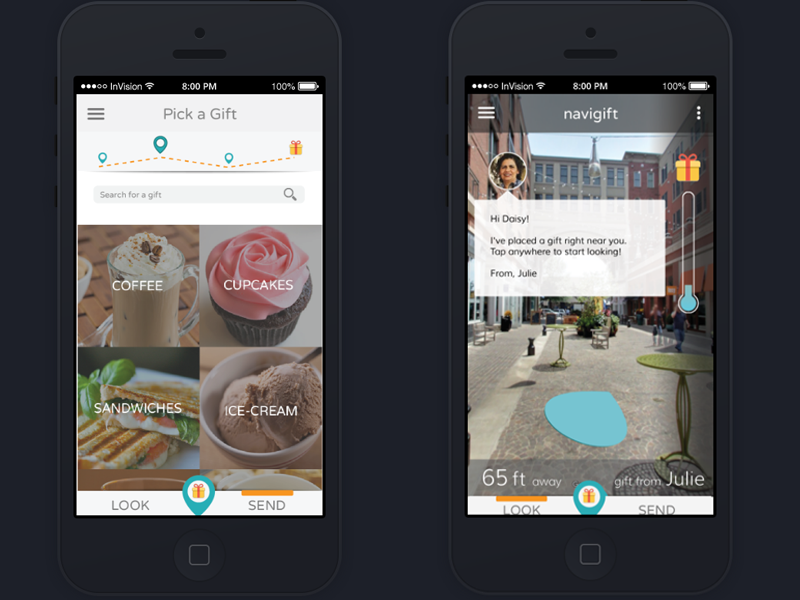 InVision 8:00 PM 100%
Pick a Gift
Search for a gift
COFFEE
CUPCAKES
SANDWICHES
ICE-CREAM
LOOK
SEND
InVision 8:00 PM 100%
navigift
Hi Daisy!
I've placed a gift right near you.
Tap anywhere to start looking!
From, Julie
65 ft away
gift from Julie
LOOK
SEND